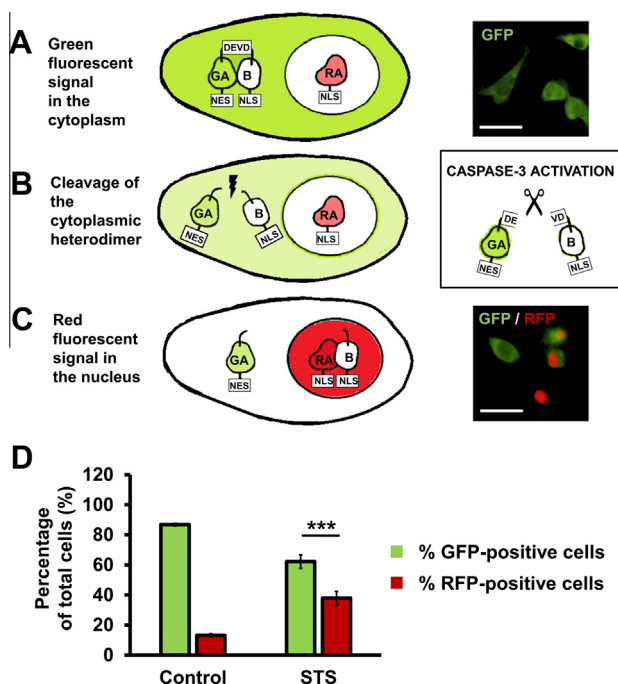 A
Green
fluorescent
signal
in the
cytoplasm
DEVD
GA
B
NES
NLS
RA
NLS
GFP
B
Cleavage of
the
cytoplasmic
heterodimer
GA
B
NES
NLS
RA
NLS
CASPASE-3 ACTIVATION
DE
VD
GA
B
NES
NLS
C
Red
fluorescent
signal in
the nucleus
GA
NES
RA
B
NLS
NLS
GFP / RFP
D
Percentage
of total cells (%)
120
100
80
60
40
20
0
***
Control
STS
% GFP-positive cells
% RFP-positive cells